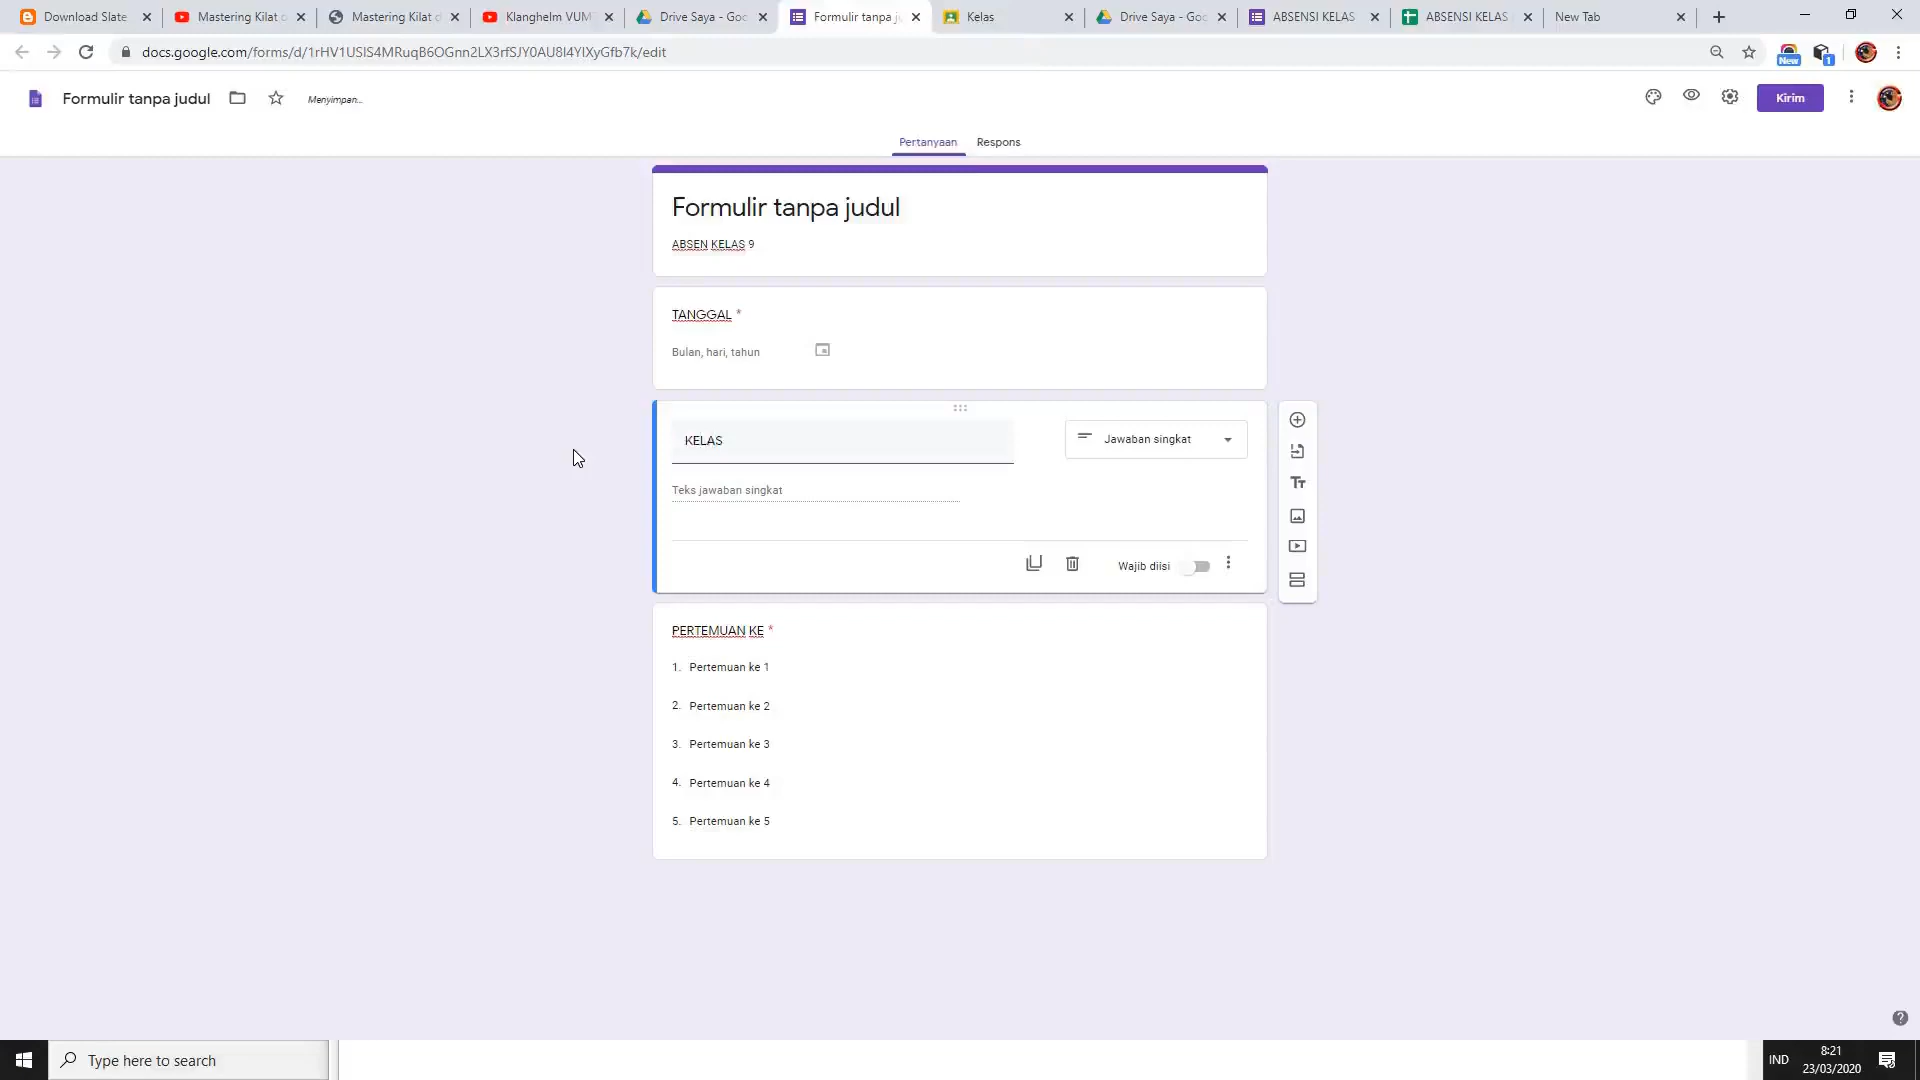 Download Slate
Mastering Kilat
Mastering Kilat
Klanghelm VUM
Drive Saya - Goo
Formulir tanpa ju
Kelas
Drive Saya - Goo
ABSENSI KELAS
ABSENSI KELAS
New Tab
docs.google.com/forms/d/1rHV1USlS4MRuqB6OGnn2LX3rfSJY0AU8I4YlXyGfb7k/edit
New
1
Formulir tanpa judul
Menyimpan...
Kirim
Pertanyaan
Respons
Formulir tanpa judul
ABSEN KELAS 9
TANGGAL *
Bulan, hari, tahun
KELAS
Jawaban singkat
Teks jawaban singkat
Tr
Wajib diisi
PERTEMUAN KE *
1. Pertemuan ke 1
2. Pertemuan ke 2
3. Pertemuan ke 3
4. Pertemuan ke 4
5. Pertemuan ke 5
Type here to search
IND
8:21
23/03/2020